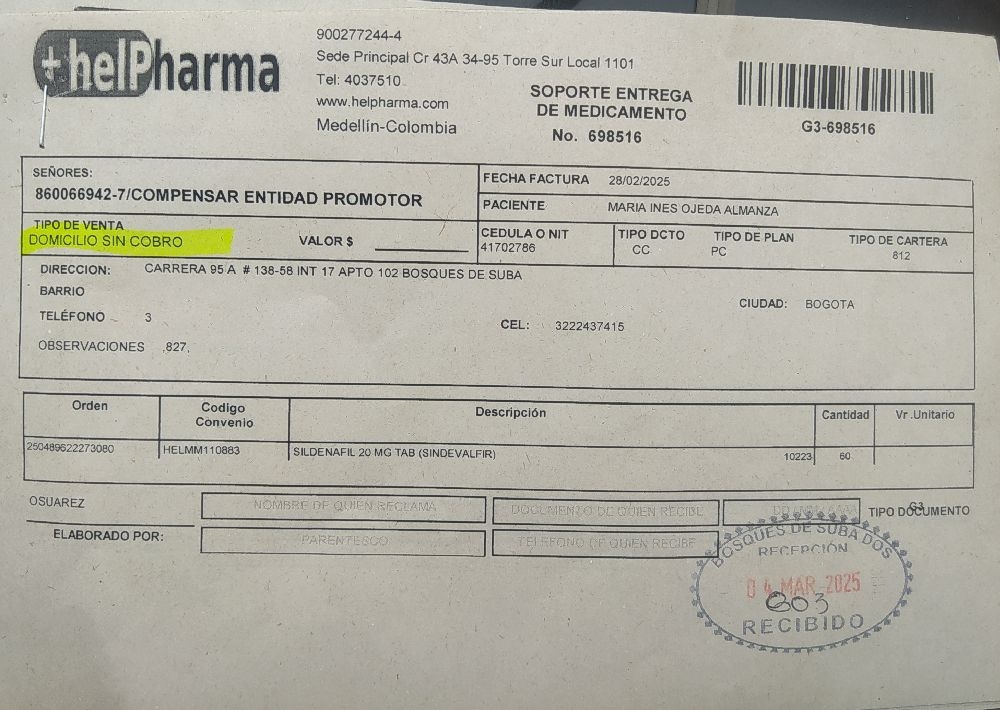 +helPharma
900277244-4
Sede Principal Cr 43A 34-95 Torre Sur Local 1101
Tel: 4037510
www.helpharma.com
Medellín-Colombia
SOPORTE ENTREGA
DE MEDICAMENTO
No. 698516
G3-698516
SEÑORES:
860066942-7/COMPENSAR ENTIDAD PROMOTOR
FECHA FACTURA 28/02/2025
PACIENTE MARIA INES OJEDA ALMANZA
TIPO DE VENTA
DOMICILIO SIN COBRO
VALOR $
CEDULA O NIT TIPO DCTO TIPO DE PLAN TIPO DE CARTERA
41702786 CC PC 812
DIRECCION: CARRERA 95 A # 138-58 INT 17 APTO 102 BOSQUES DE SUBA
BARRIO
CIUDAD: BOGOTA
TELÉFONO 3
CEL: 3222437415
OBSERVACIONES ,827,
Orden Codigo Convenio Descripción Cantidad Vr .Unitario
250489622273080 HELMM110883 SILDENAFIL 20 MG TAB (SINDEVALFIR) 10223 60
OSUAREZ
NOMBRE DE QUIEN RECLAMA
DOCUMENTO DE QUIEN RECIBE
G3
TIPO DOCUMENTO
ELABORADO POR:
PARENTESCO
TELEFONO DE QUIEN RECIBE
BOSQUES DE SUBA DOS
RECEPCIÓN
04 MAR 2025
RECIBIDO